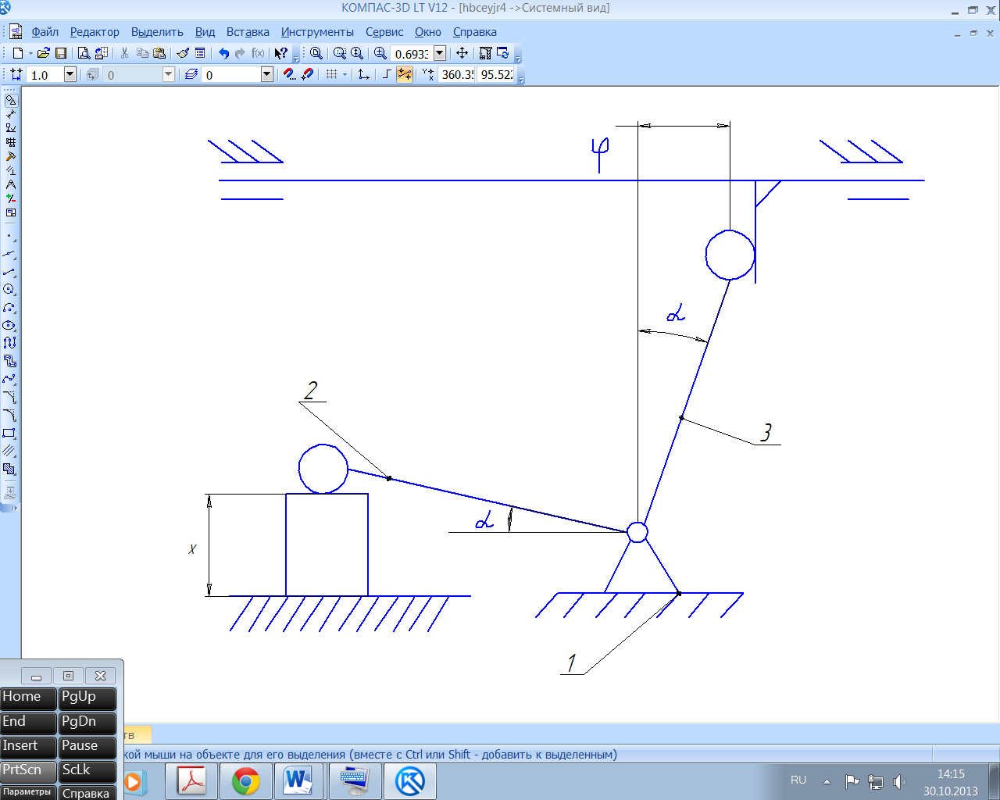 КОМПАС-3D LT V12 - [hbceyjr4 ->Системный вид]
Файл Редактор Выделить Вид Вставка Инструменты Сервис Окно Справка
0.693
f(x)
1.0 0 0 360.35 95.522
φ
α
2
3
α
x
1
Home PgUp
End PgDn
Insert Pause
PrtScn ScLk
Параметры Справка
тв
кой мыши на объекте для его выделения (вместе с Ctrl или Shift - добавить к выделенным)
RU
14:15
30.10.2013